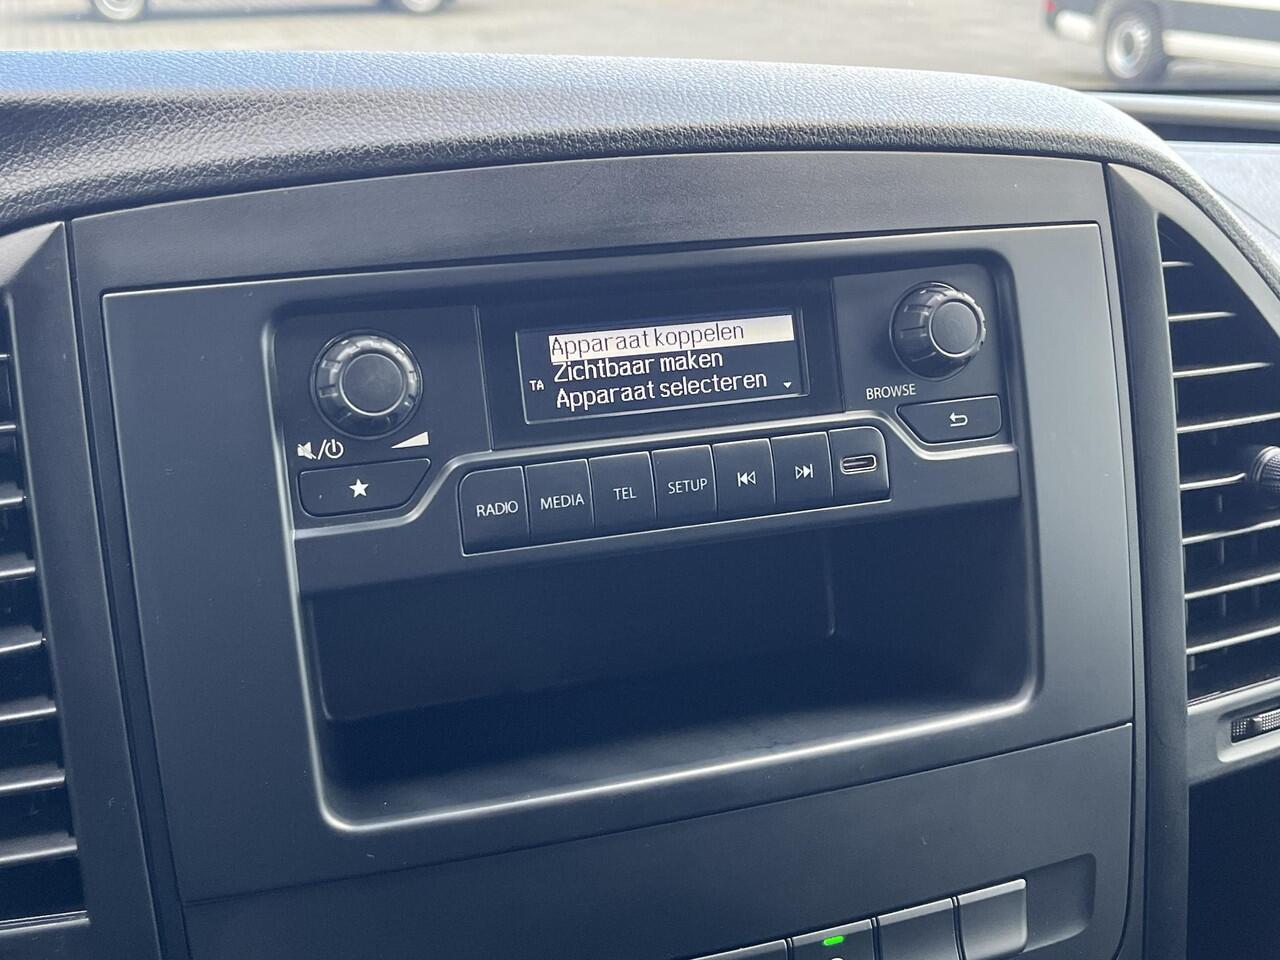 Apparaat koppelen
Zichtbaar maken
TA
Apparaat selecteren
BROWSE
RADIO
MEDIA
TEL
SETUP